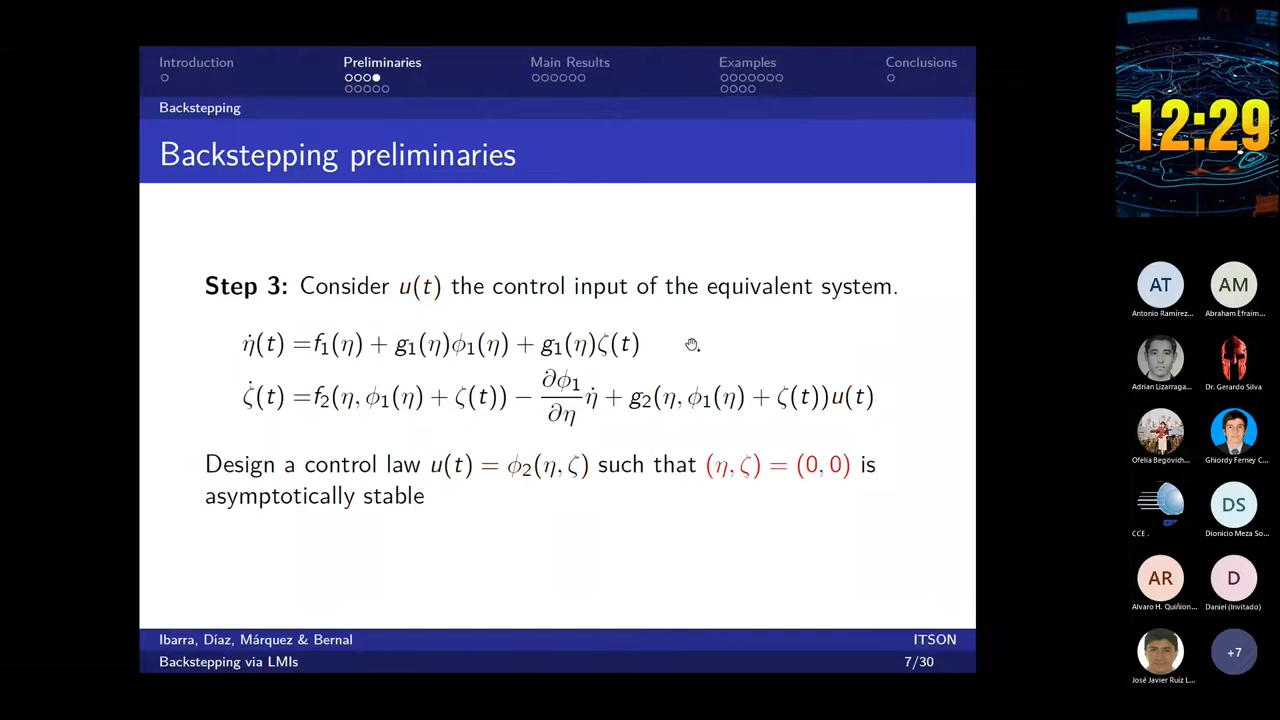 Introduction
Preliminaries
Main Results
Examples
Conclusions
Backstepping
Backstepping preliminaries
Step 3: Consider u(t) the control input of the equivalent system.
η̇(t) =f₁(η) + g₁(η)ϕ₁(η) + g₁(η)ζ(t)
ζ̇(t) =f₂(η, ϕ₁(η) + ζ(t)) − ∂ϕ₁/∂η η̇ + g₂(η, ϕ₁(η) + ζ(t))u(t)
Design a control law u(t) = ϕ₂(η, ζ) such that (η, ζ) = (0, 0) is
asymptotically stable
Ibarra, Díaz, Márquez & Bernal
ITSON
Backstepping via LMIs
7/30
12:29
AT
AM
Antonio Ramírez...
Abraham Efraím...
Adrian Lizarraga...
Dr. Gerardo Silva
Ofelia Begovich...
Ghiordy Ferney C...
DS
CCE .
Dionicio Meza So...
AR
D
Alvaro H. Quiñon...
Daniel (Invitado)
+7
José Javier Ruíz L...